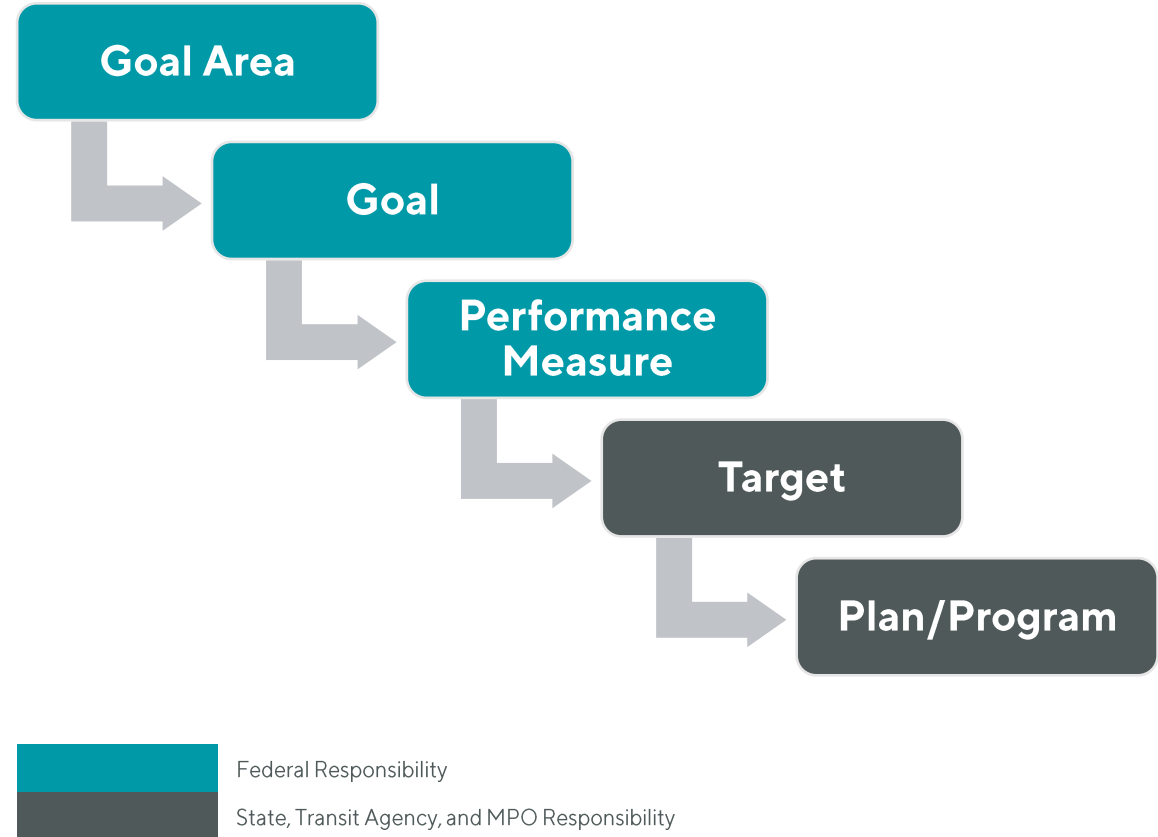 Goal Area
Goal
Performance
Measure
Target
Plan/Program
Federal Responsibility
State, Transit Agency, and MPO Responsibility